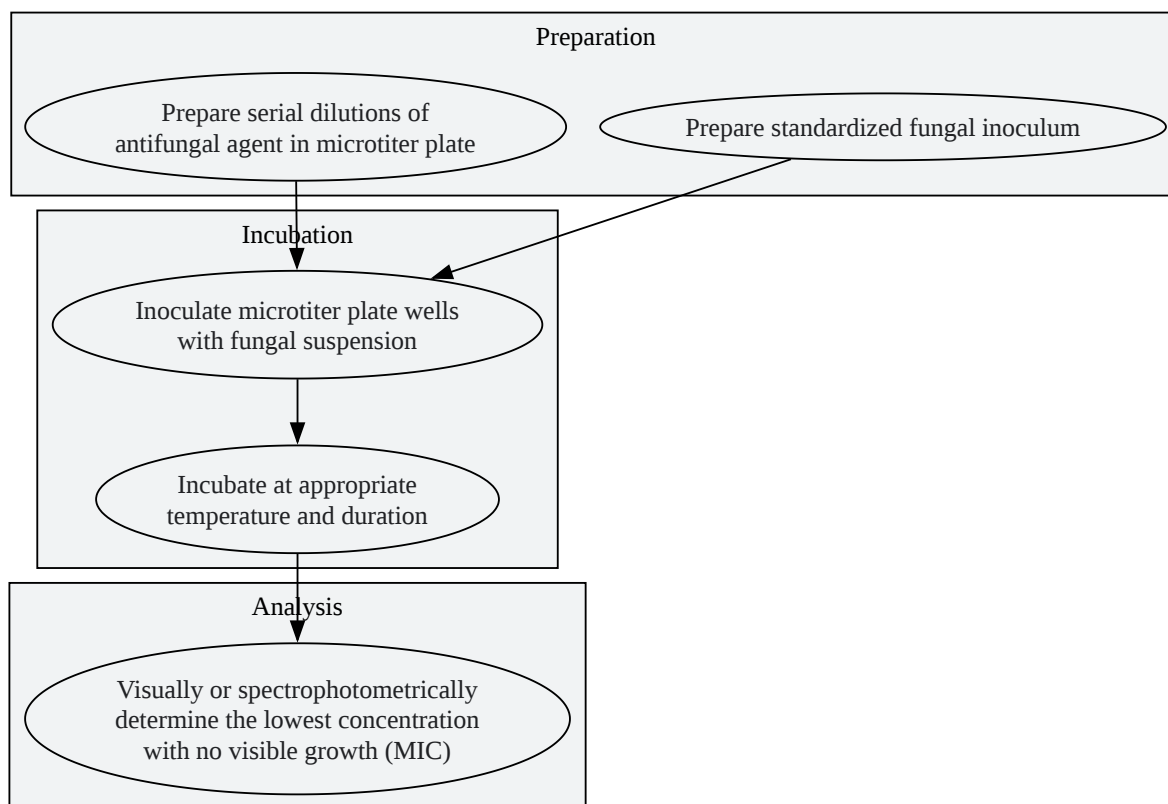 Preparation
Prepare serial dilutions of
antifungal agent in microtiter plate
Prepare standardized fungal inoculum
Incubation
Inoculate microtiter plate wells
with fungal suspension
Incubate at appropriate
temperature and duration
Analysis
Visually or spectrophotometrically
determine the lowest concentration
with no visible growth (MIC)